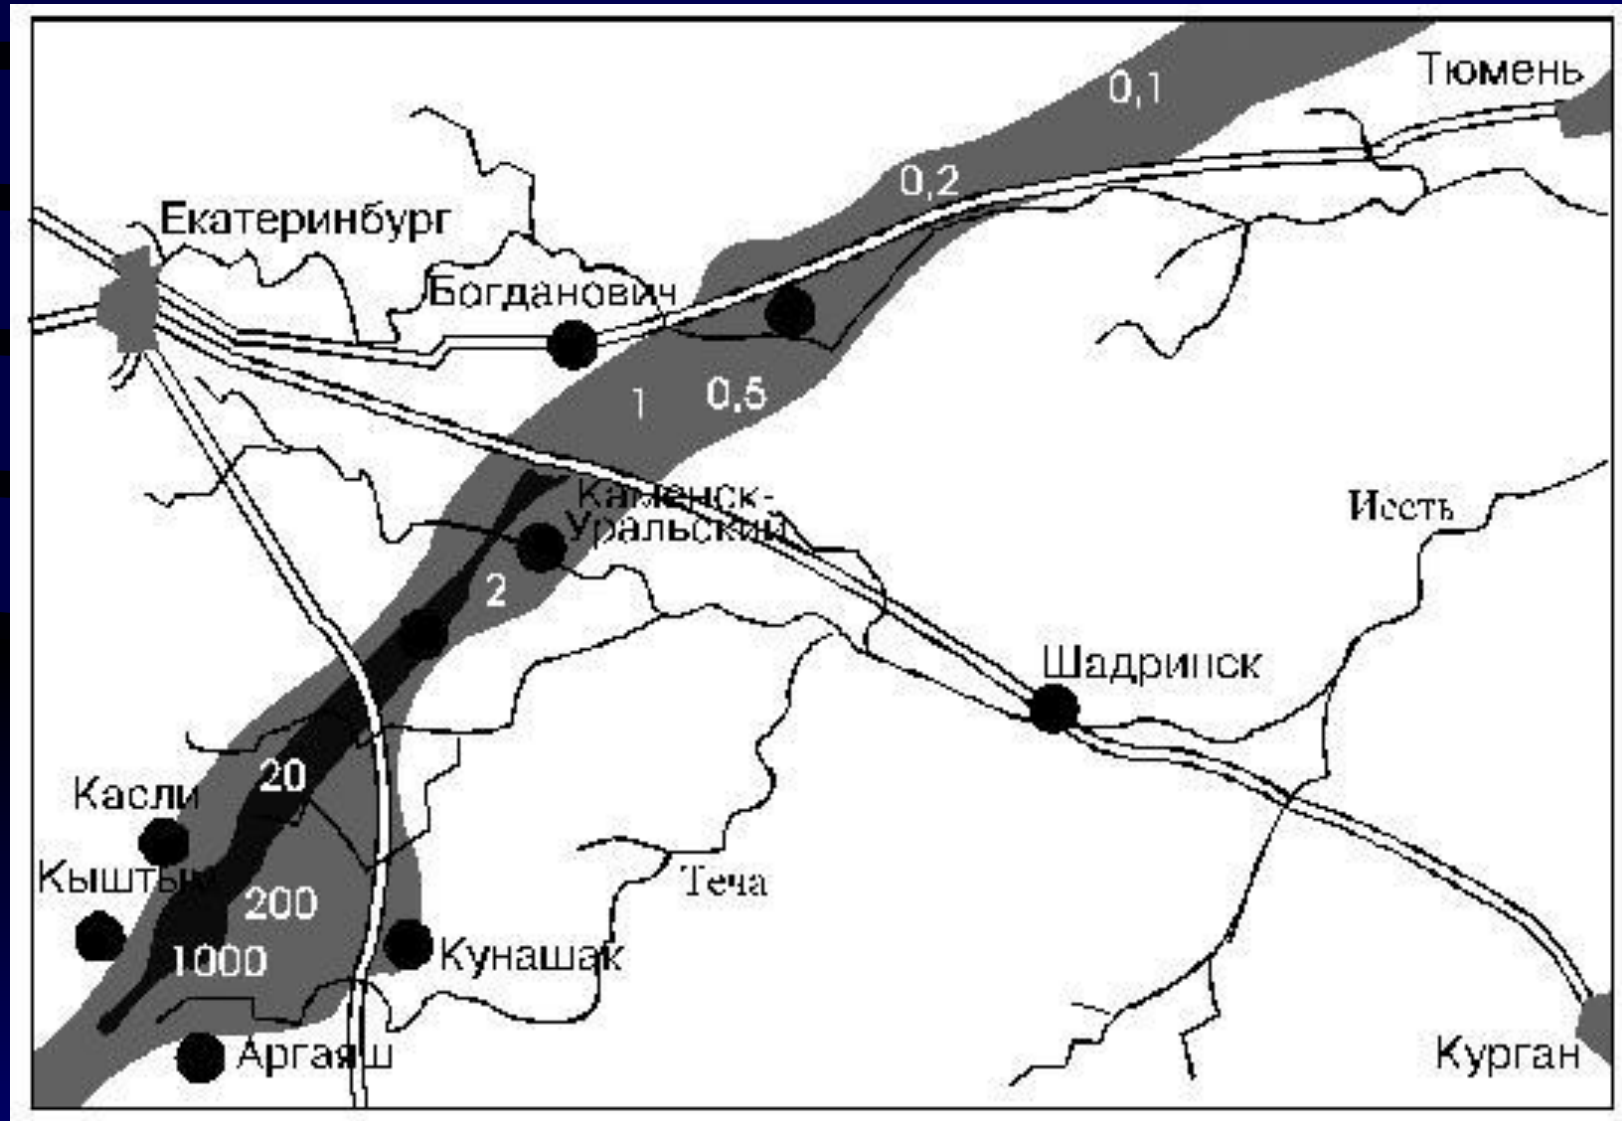 Тюмень
0,1
0,2
Екатеринбург
Богданович
1
0,5
Каменск-
Уральский
Исеть
2
Шадринск
20
Касли
Кыштым
200
Теча
1000
Кунашак
Аргаяш
Курган